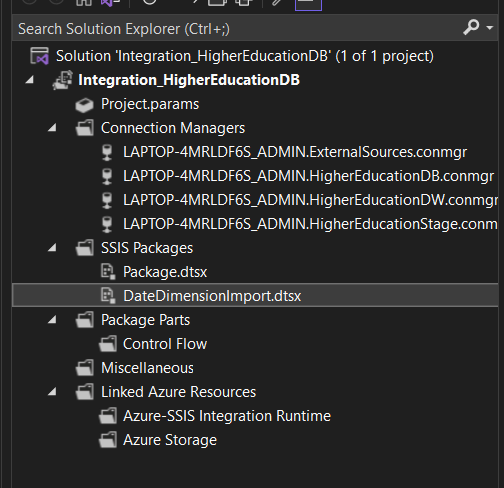 Search Solution Explorer (Ctrl+;)
Solution 'Integration_HigherEducationDB' (1 of 1 project)
Integration_HigherEducationDB
Project.params
Connection Managers
LAPTOP-4MRLDF6S_ADMIN.ExternalSources.conmgr
LAPTOP-4MRLDF6S_ADMIN.HigherEducationDB.conmgr
LAPTOP-4MRLDF6S_ADMIN.HigherEducationDW.conmgr
LAPTOP-4MRLDF6S_ADMIN.HigherEducationStage.conm
SSIS Packages
Package.dtsx
DateDimensionImport.dtsx
Package Parts
Control Flow
Miscellaneous
Linked Azure Resources
Azure-SSIS Integration Runtime
Azure Storage